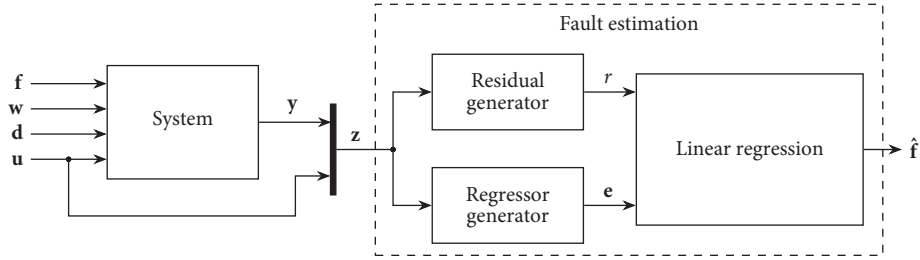 Fault estimation
f
w
d
u
System
y
z
Residual
generator
r
Regressor
generator
e
Linear regression
f̂